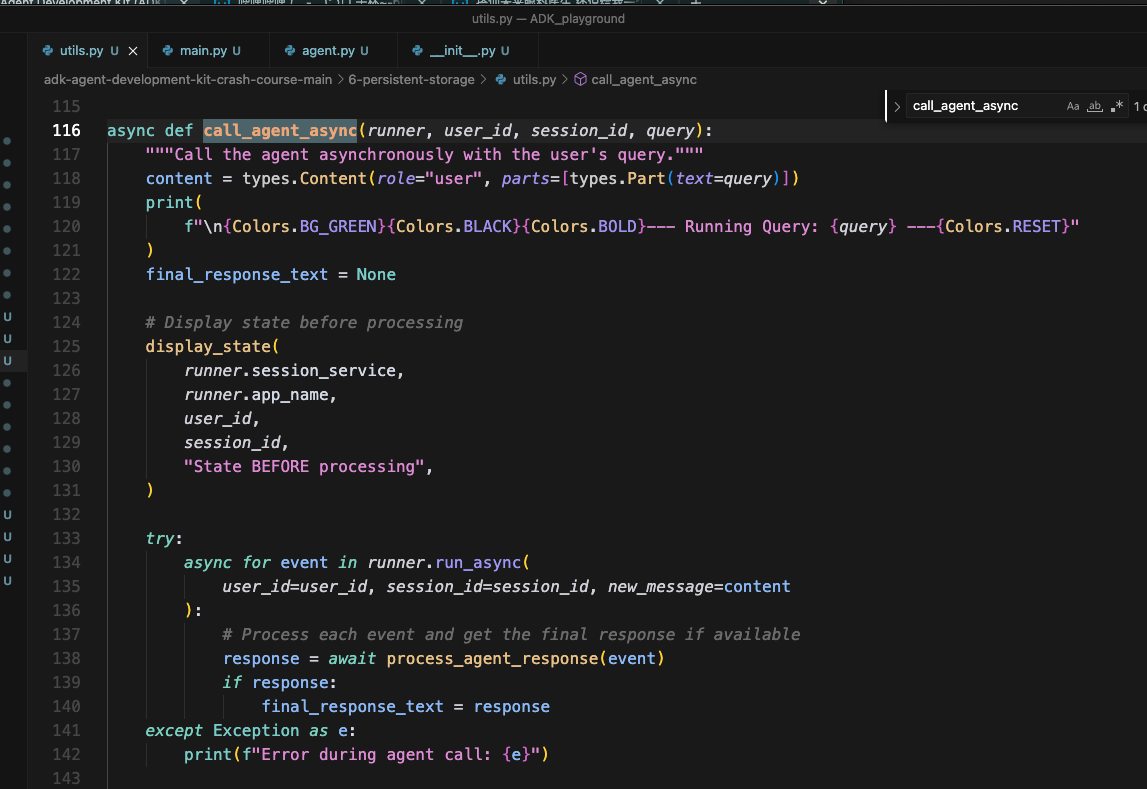 utils.py — ADK_playground
utils.py U × main.py U agent.py U __init__.py U
adk-agent-development-kit-crash-course-main > 6-persistent-storage > utils.py > call_agent_async
call_agent_async Aa ab .*
115
116 async def call_agent_async(runner, user_id, session_id, query):
117 """Call the agent asynchronously with the user's query."""
118 content = types.Content(role="user", parts=[types.Part(text=query)])
119 print(
120 f"\n{Colors.BG_GREEN}{Colors.BLACK}{Colors.BOLD}--- Running Query: {query} ---{Colors.RESET}"
121 )
122 final_response_text = None
123
124 # Display state before processing
125 display_state(
126 runner.session_service,
127 runner.app_name,
128 user_id,
129 session_id,
130 "State BEFORE processing",
131 )
132
133 try:
134 async for event in runner.run_async(
135 user_id=user_id, session_id=session_id, new_message=content
136 ):
137 # Process each event and get the final response if available
138 response = await process_agent_response(event)
139 if response:
140 final_response_text = response
141 except Exception as e:
142 print(f"Error during agent call: {e}")
143
U
U
U
U
U
U
U